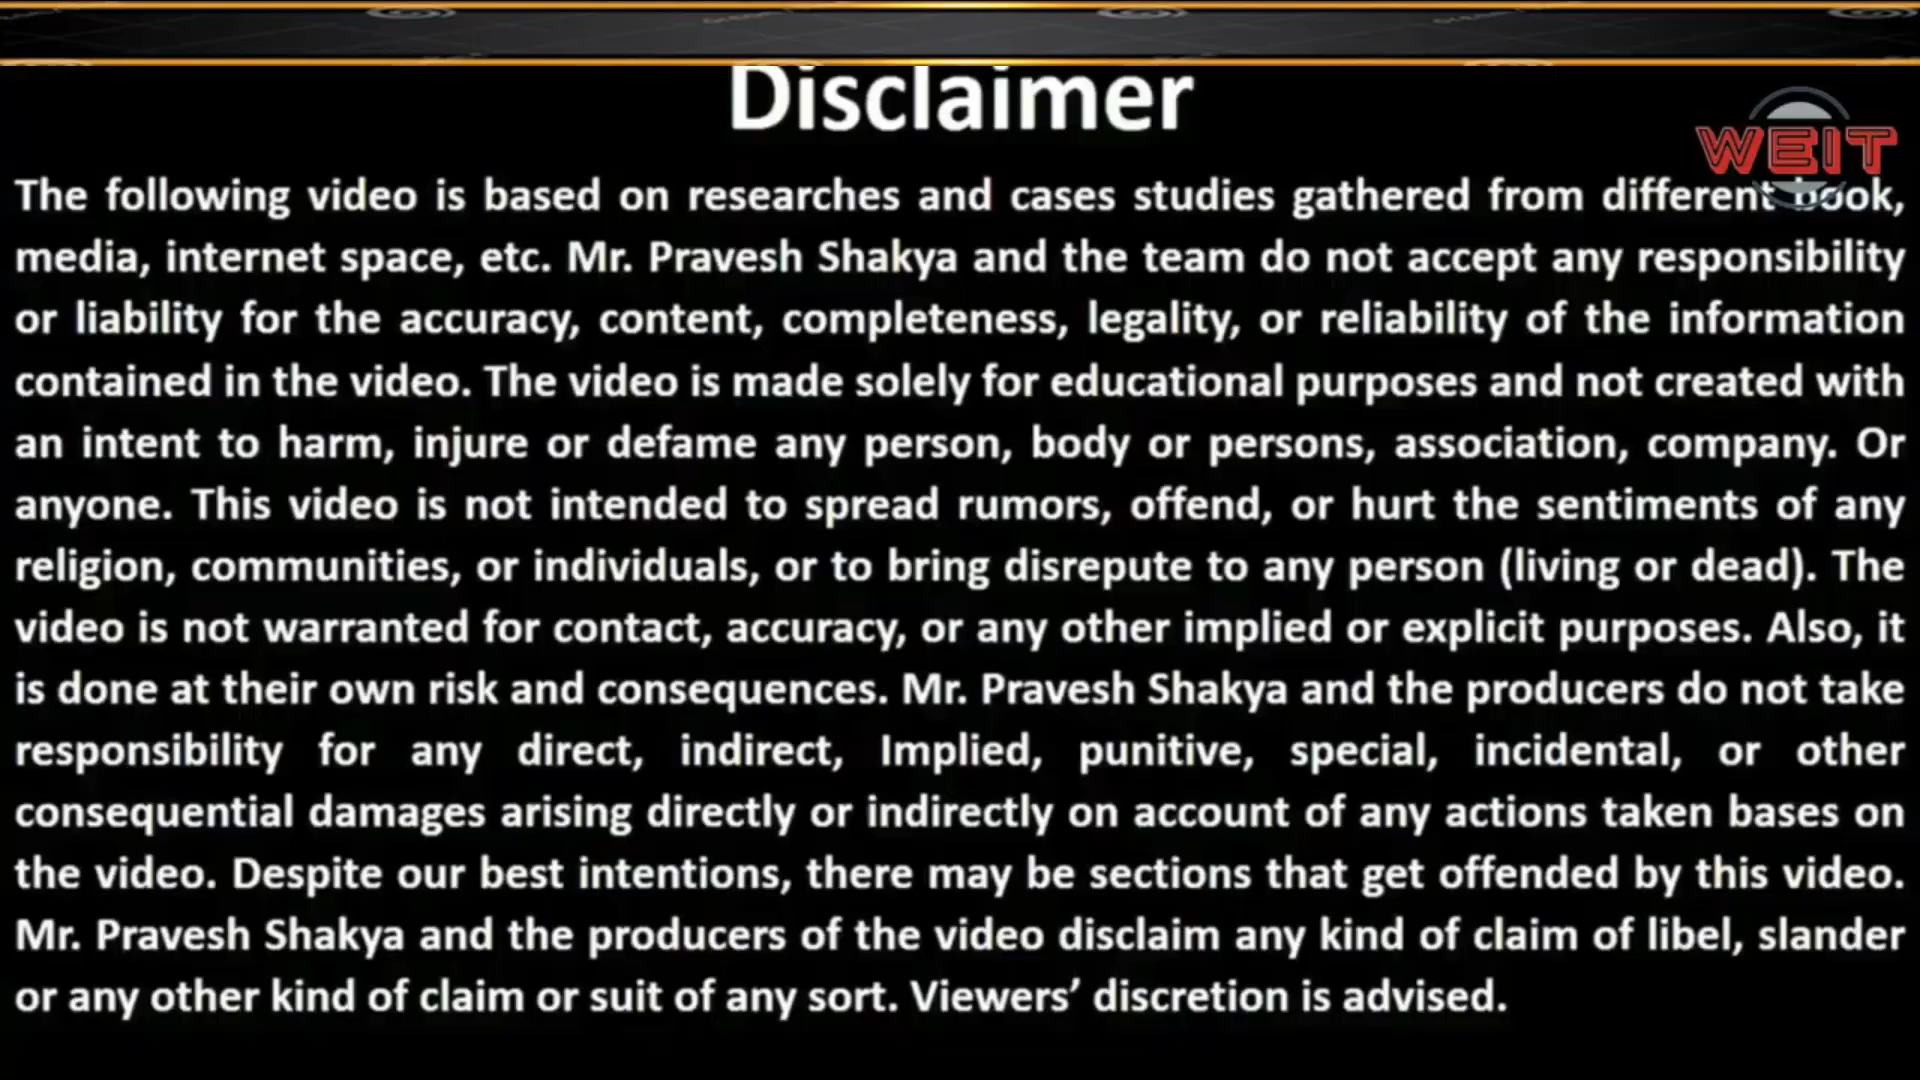 Disclaimer
WEIT
The following video is based on researches and cases studies gathered from different book,
media, internet space, etc. Mr. Pravesh Shakya and the team do not accept any responsibility
or liability for the accuracy, content, completeness, legality, or reliability of the information
contained in the video. The video is made solely for educational purposes and not created with
an intent to harm, injure or defame any person, body or persons, association, company. Or
anyone. This video is not intended to spread rumors, offend, or hurt the sentiments of any
religion, communities, or individuals, or to bring disrepute to any person (living or dead). The
video is not warranted for contact, accuracy, or any other implied or explicit purposes. Also, it
is done at their own risk and consequences. Mr. Pravesh Shakya and the producers do not take
responsibility for any direct, indirect, Implied, punitive, special, incidental, or other
consequential damages arising directly or indirectly on account of any actions taken bases on
the video. Despite our best intentions, there may be sections that get offended by this video.
Mr. Pravesh Shakya and the producers of the video disclaim any kind of claim of libel, slander
or any other kind of claim or suit of any sort. Viewers’ discretion is advised.